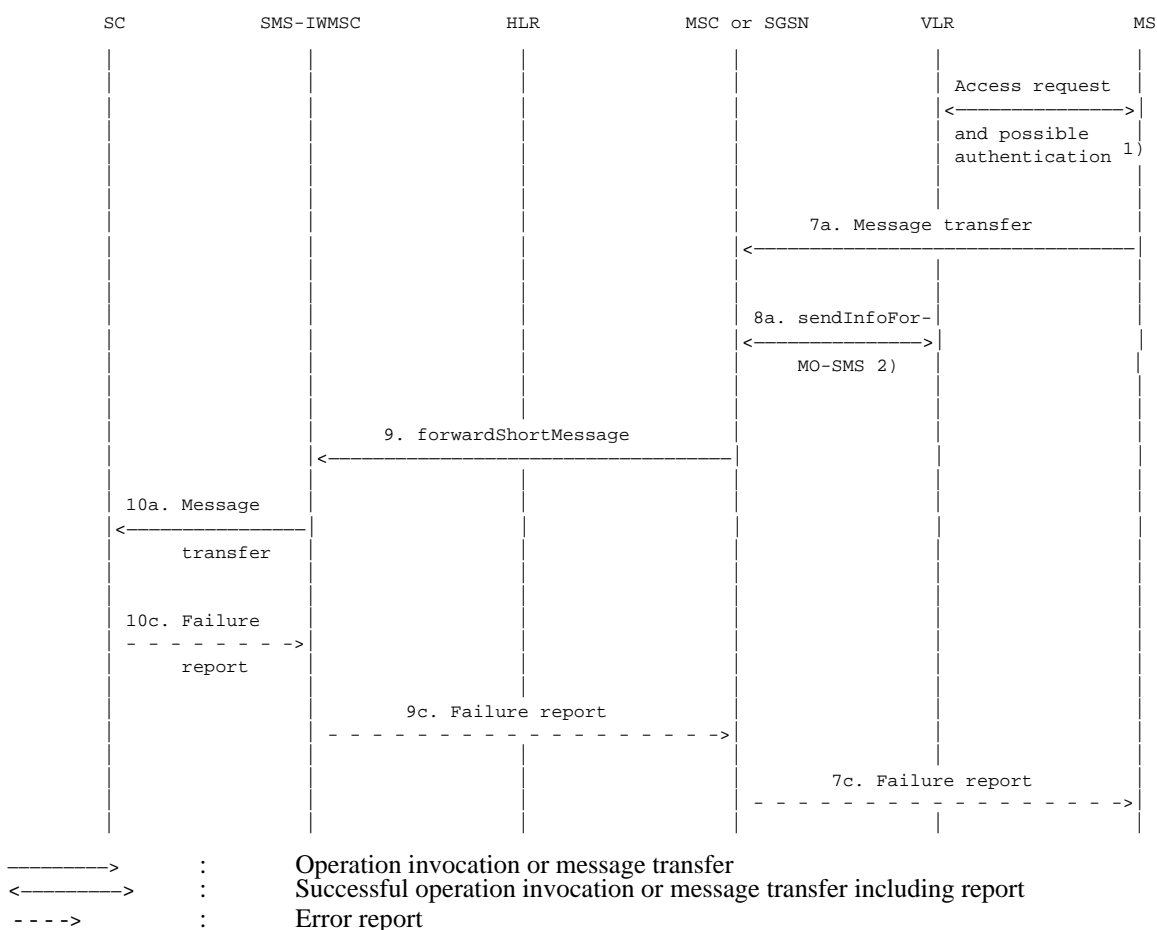 SC SMS-IWMSC HLR MSC or SGSN VLR MS
Access request
and possible
authentication 1)
7a. Message transfer
8a. sendInfoFor-
MO-SMS 2)
9. forwardShortMessage
10a. Message
transfer
10c. Failure
report
9c. Failure report
7c. Failure report
: Operation invocation or message transfer
: Successful operation invocation or message transfer including report
: Error report